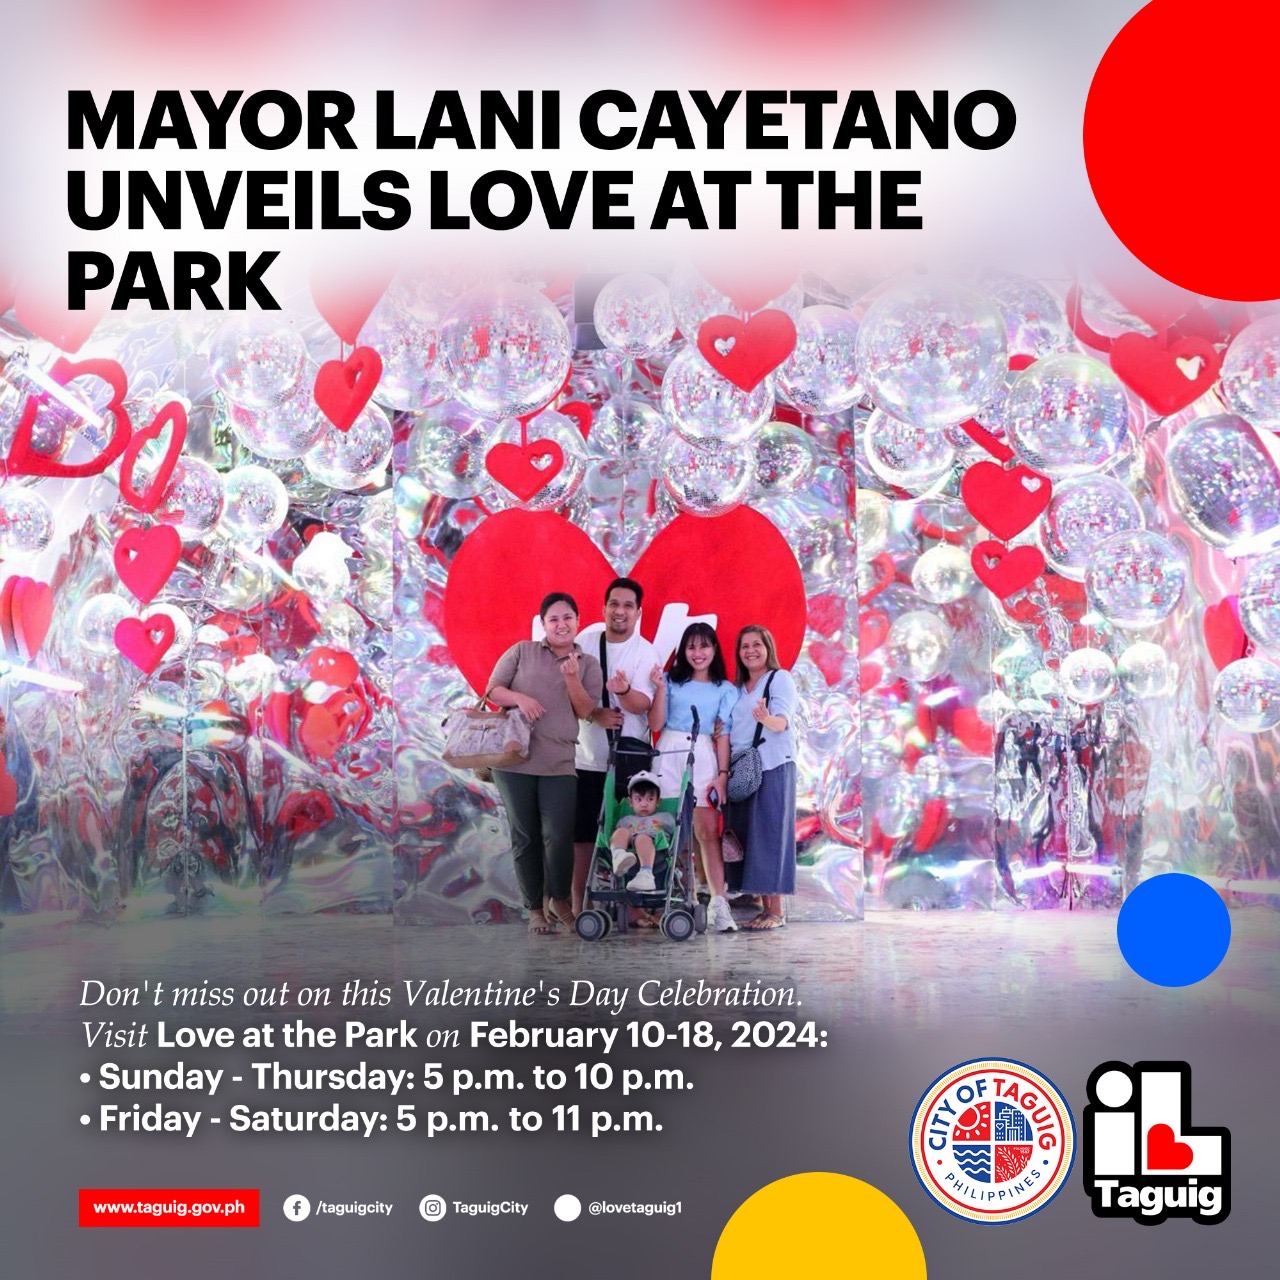 MAYOR LANI CAYETANO
UNVEILS LOVE AT THE
PARK
Don't miss out on this Valentine's Day Celebration.
Visit Love at the Park on February 10-18, 2024:
• Sunday - Thursday: 5 p.m. to 10 p.m.
• Friday - Saturday: 5 p.m. to 11 p.m.
CITY OF TAGUIG
• PHILIPPINES •
iL
Taguig
www.taguig.gov.ph
/taguigcity
TaguigCity
@lovetaguig1